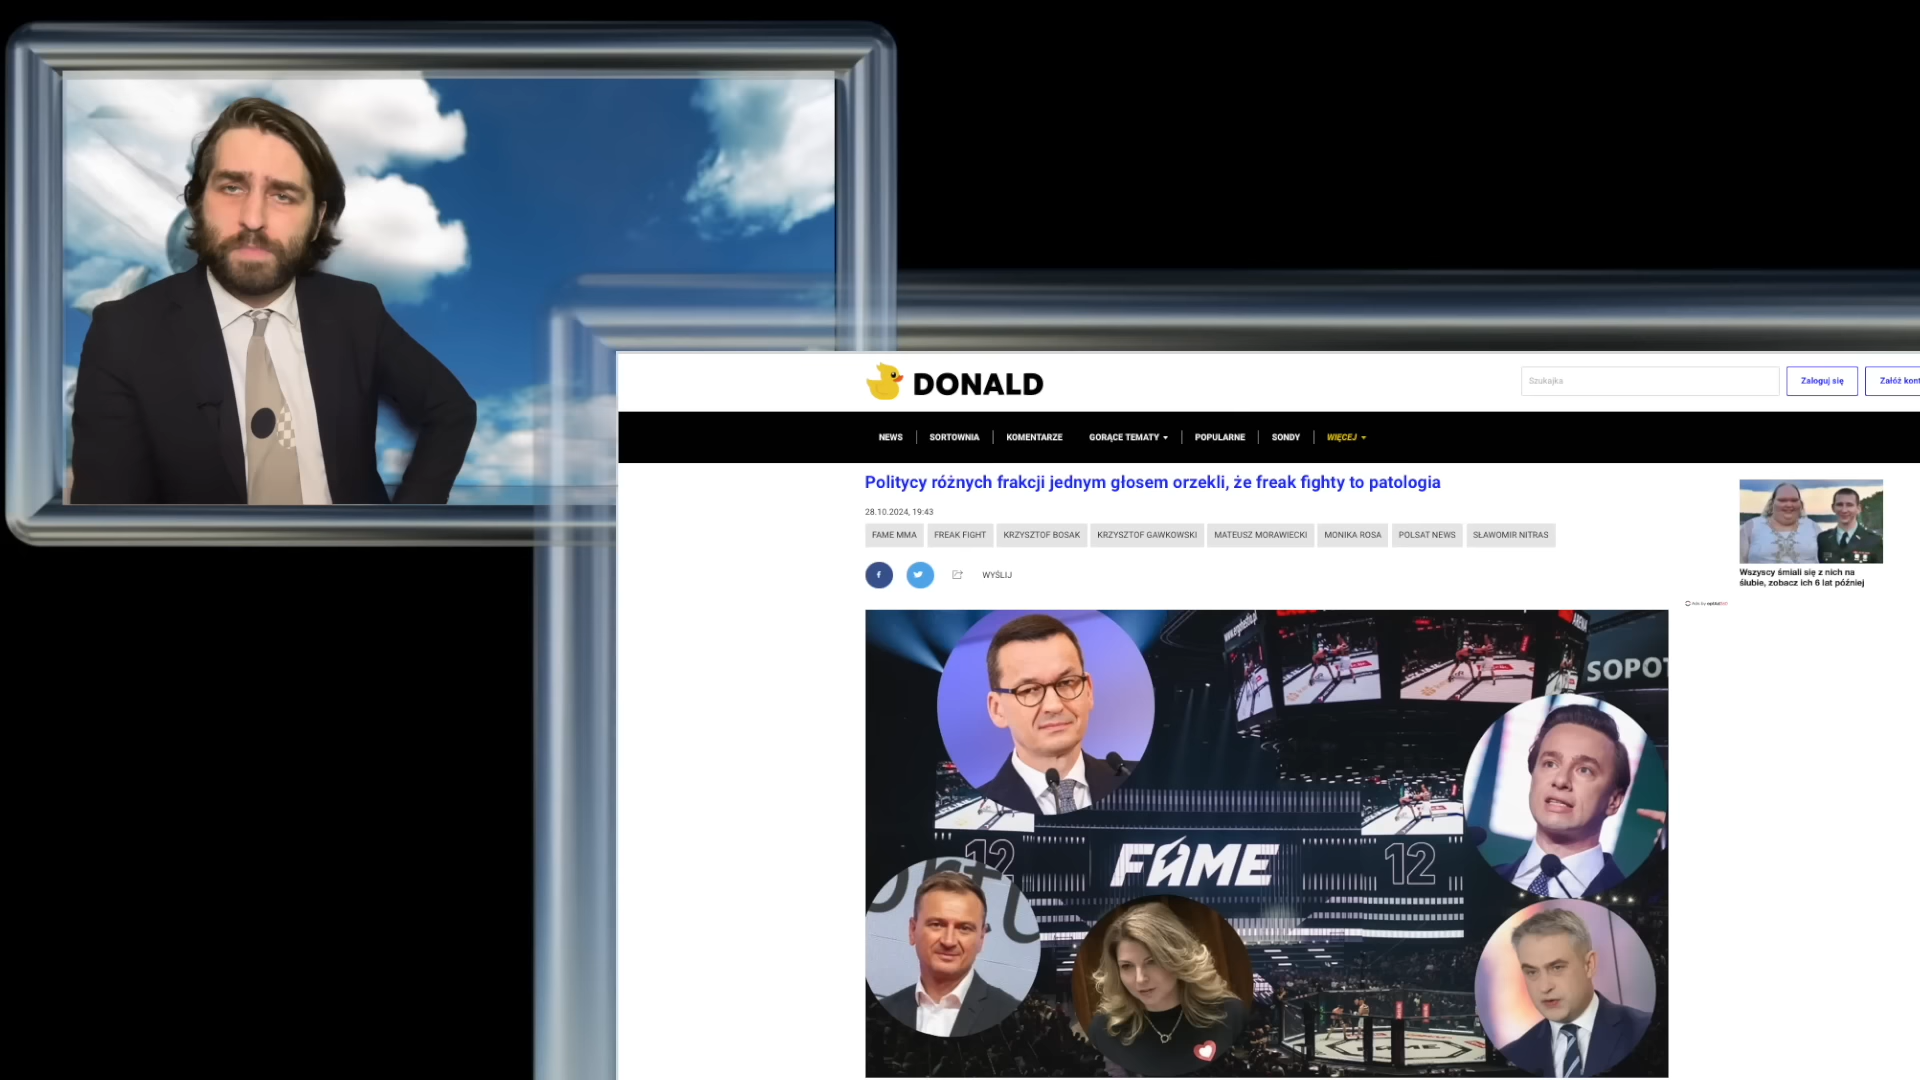 DONALD
Szukajka
Zaloguj się
Załóż kont
NEWS
SORTOWNIA
KOMENTARZE
GORĄCE TEMATY
POPULARNE
SONDY
WIĘCEJ
Politycy różnych frakcji jednym głosem orzekli, że freak fighty to patologia
28.10.2024, 19:43
FAME MMA
FREAK FIGHT
KRZYSZTOF BOSAK
KRZYSZTOF GAWKOWSKI
MATEUSZ MORAWIECKI
MONIKA ROSA
POLSAT NEWS
SŁAWOMIR NITRAS
WYŚLIJ
Wszyscy śmiali się z nich na
ślubie, zobacz ich 6 lat później
ARENA
SOPOT
12
FAME
12
FAME